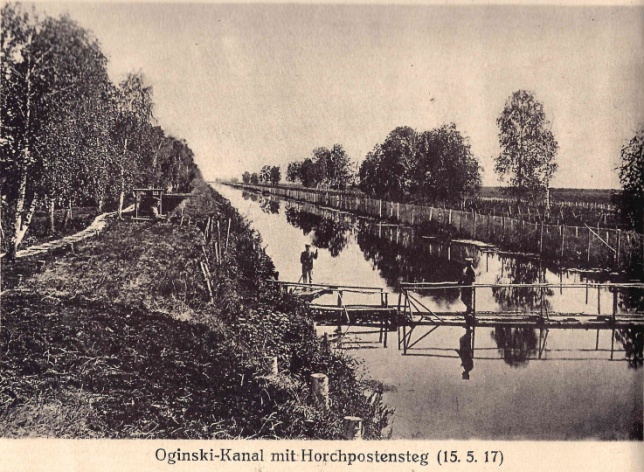 Oginski-Kanal mit Horchpostensteg (15. 5. 17)